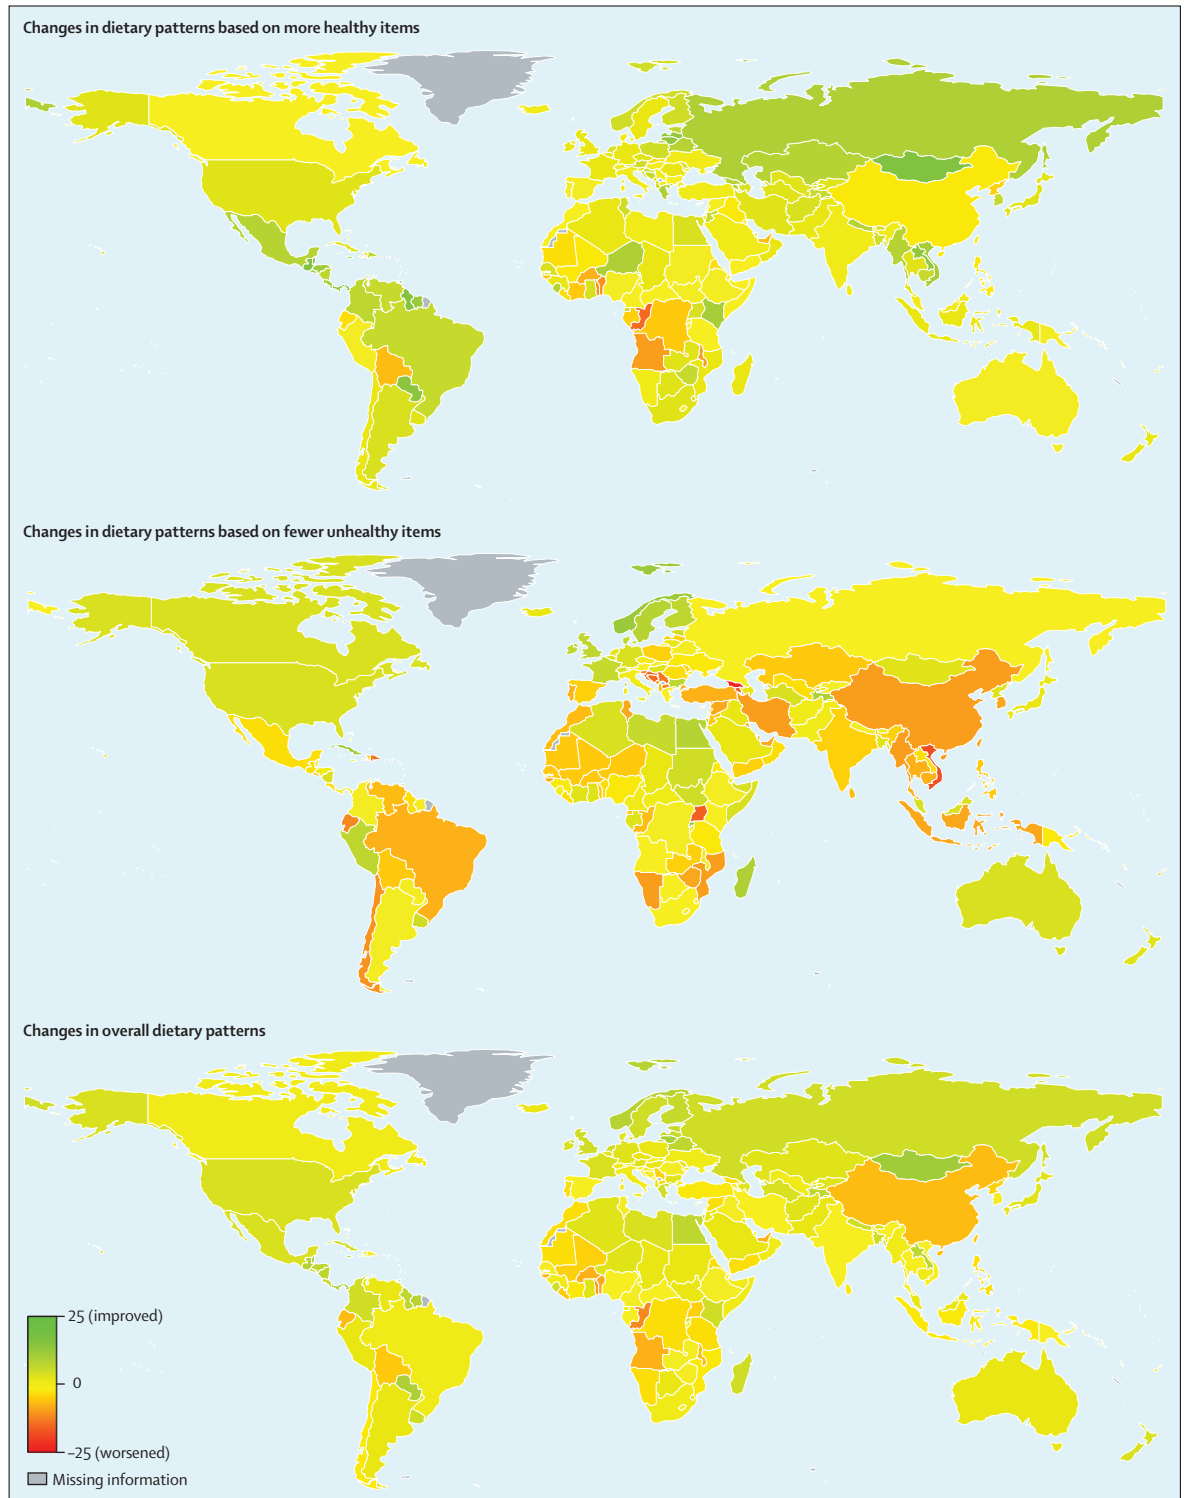 Changes in dietary patterns based on more healthy items
Changes in dietary patterns based on fewer unhealthy items
Changes in overall dietary patterns
25 (improved)
0
–25 (worsened)
Missing information